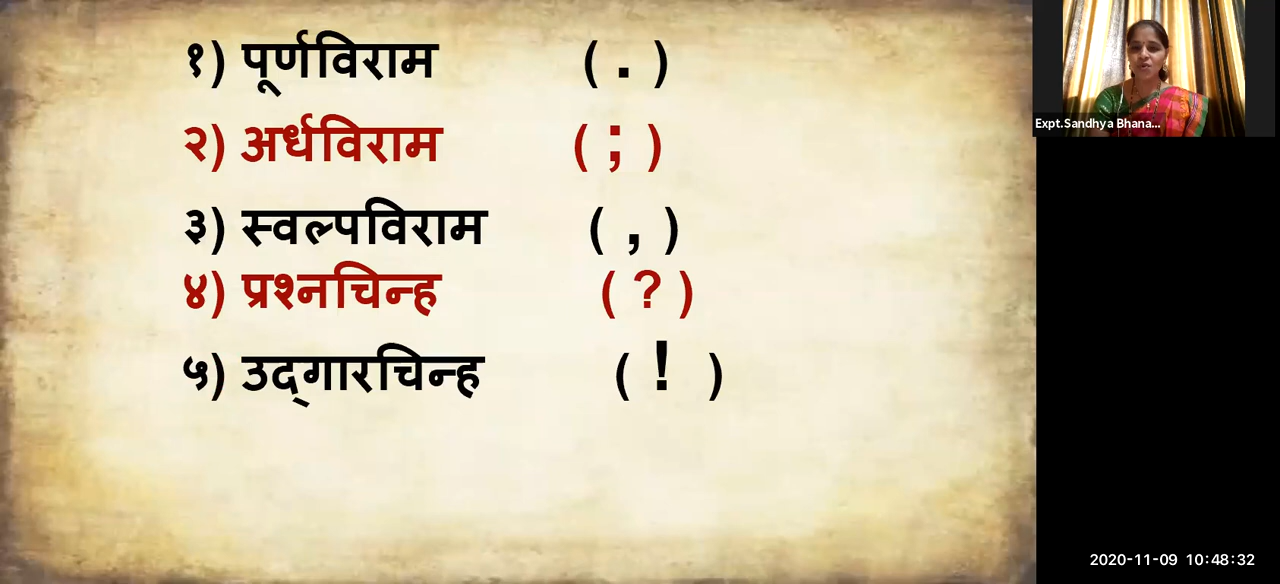 १) पूर्णविराम ( . )
२) अर्धविराम ( ; )
३) स्वल्पविराम ( , )
४) प्रश्नचिन्ह ( ? )
५) उद्‌गारचिन्ह ( ! )
Expt.Sandhya Bhana...
2020-11-09 10:48:32